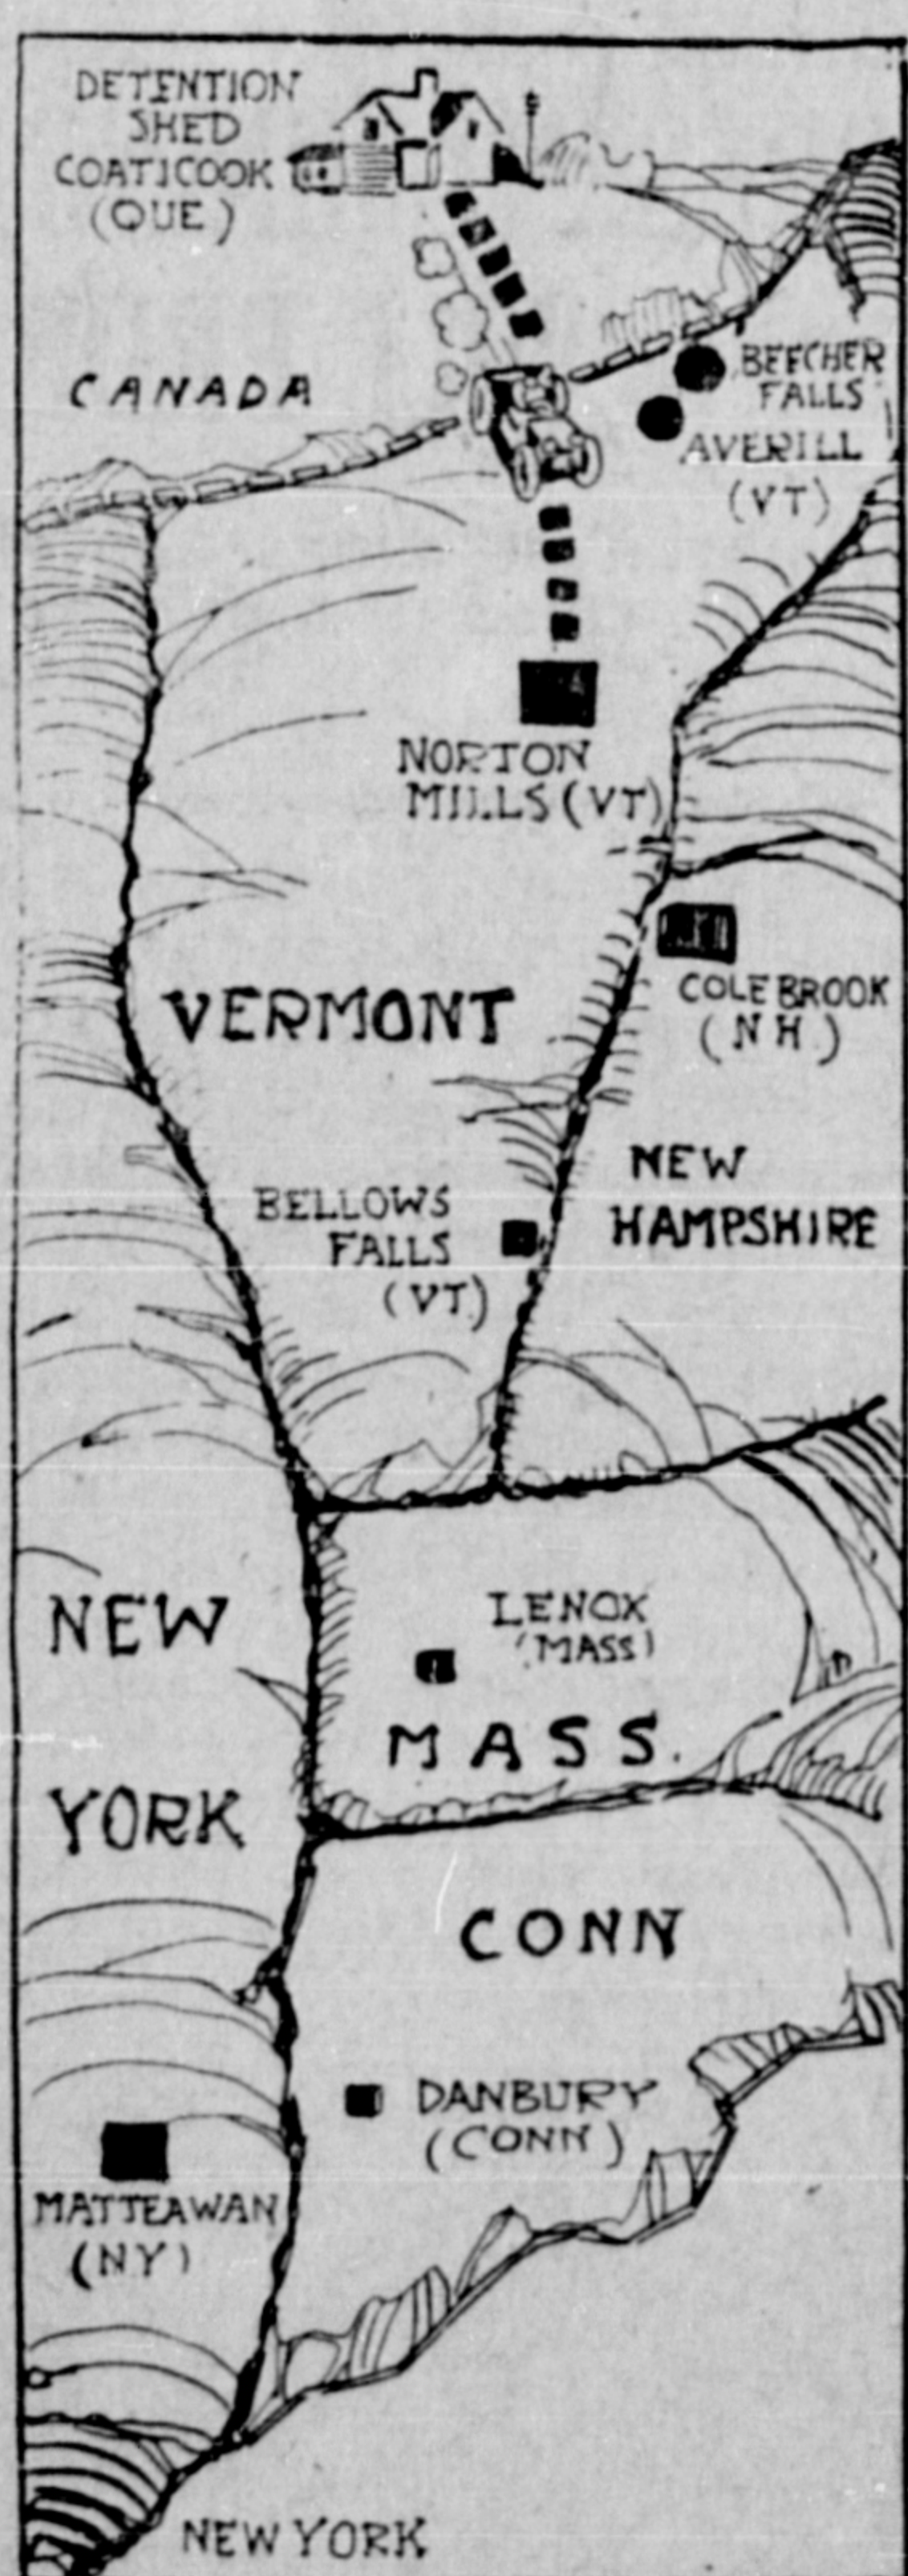 DETENTION
SHED
COATICOOK
(QUE)
CANADA
BEECHER
FALLS
AVERILL
(VT)
NORTON
MILLS (VT)
COLEBROOK
(NH)
VERMONT
NEW
HAMPSHIRE
BELLOWS
FALLS
(VT)
LENOX
(MASS)
MASS.
NEW
YORK
CONN
DANBURY
(CONN)
MATTEAWAN
(NY)
NEW YORK